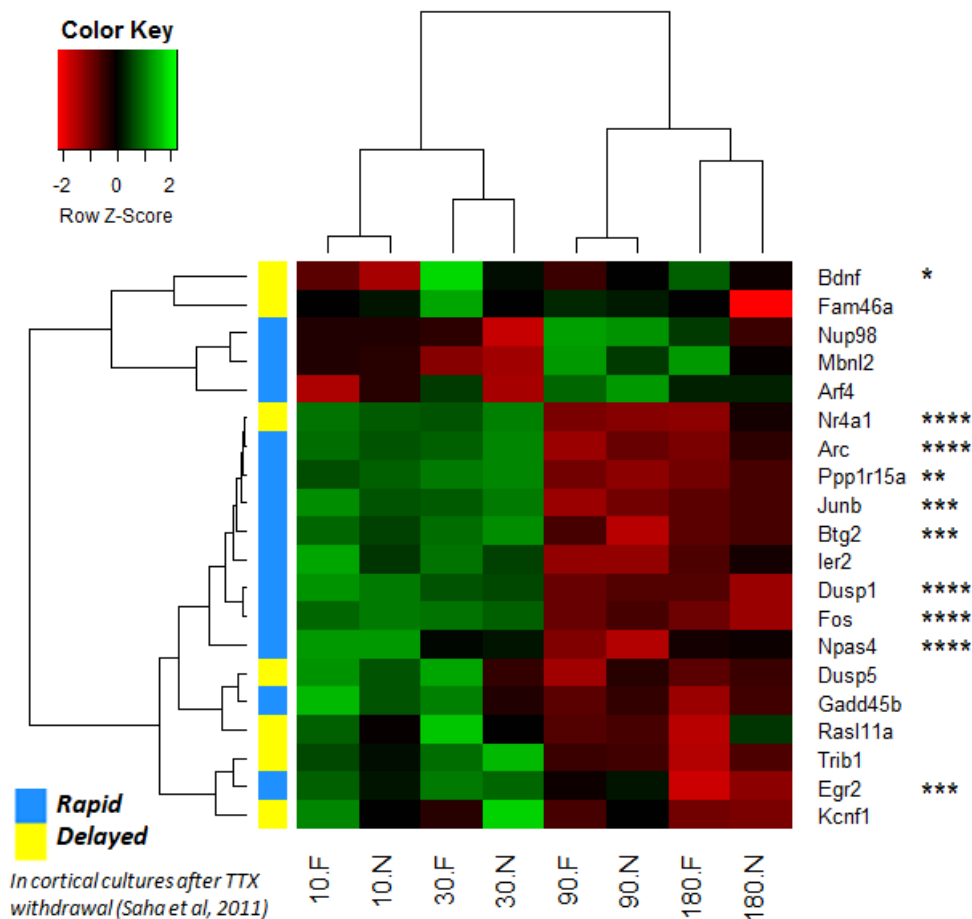 Color Key
-2 0 2
Row Z-Score
Bdnf *
Fam46a
Nup98
Mbnl2
Arf4
Nr4a1 ****
Arc ****
Ppp1r15a **
Junb ***
Btg2 ***
Ier2
Dusp1 ****
Fos ****
Npas4 ****
Dusp5
Gadd45b
Rasl11a
Trib1
Egr2 ***
Kcnf1
Rapid
Delayed
In cortical cultures after TTX
withdrawal (Saha et al, 2011)
10.F 10.N 30.F 30.N 90.F 90.N 180.F 180.N